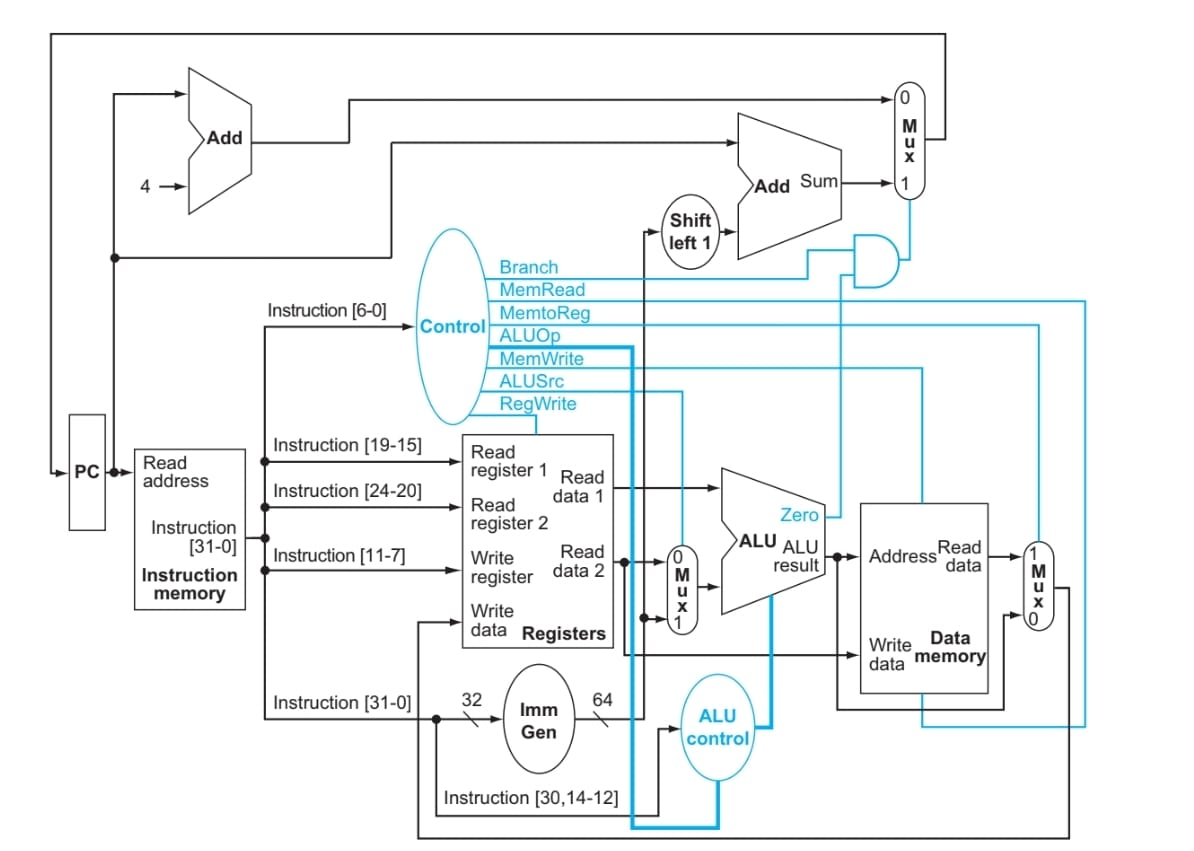 0
M
u
x
1
Add
4
Add Sum
Shift
left 1
Branch
MemRead
Instruction [6-0]
Control
MemtoReg
ALUOp
MemWrite
ALUSrc
RegWrite
PC
Read
address
Instruction
[31-0]
Instruction
memory
Instruction [19-15]
Instruction [24-20]
Instruction [11-7]
Read
register 1
Read
data 1
Read
register 2
Write
register
Read
data 2
Write
data
Registers
0
M
u
x
1
Zero
ALU
ALU
result
Address
Read
data
Write
data
Data
memory
1
M
u
x
0
Instruction [31-0]
32
Imm
Gen
64
ALU
control
Instruction [30,14-12]